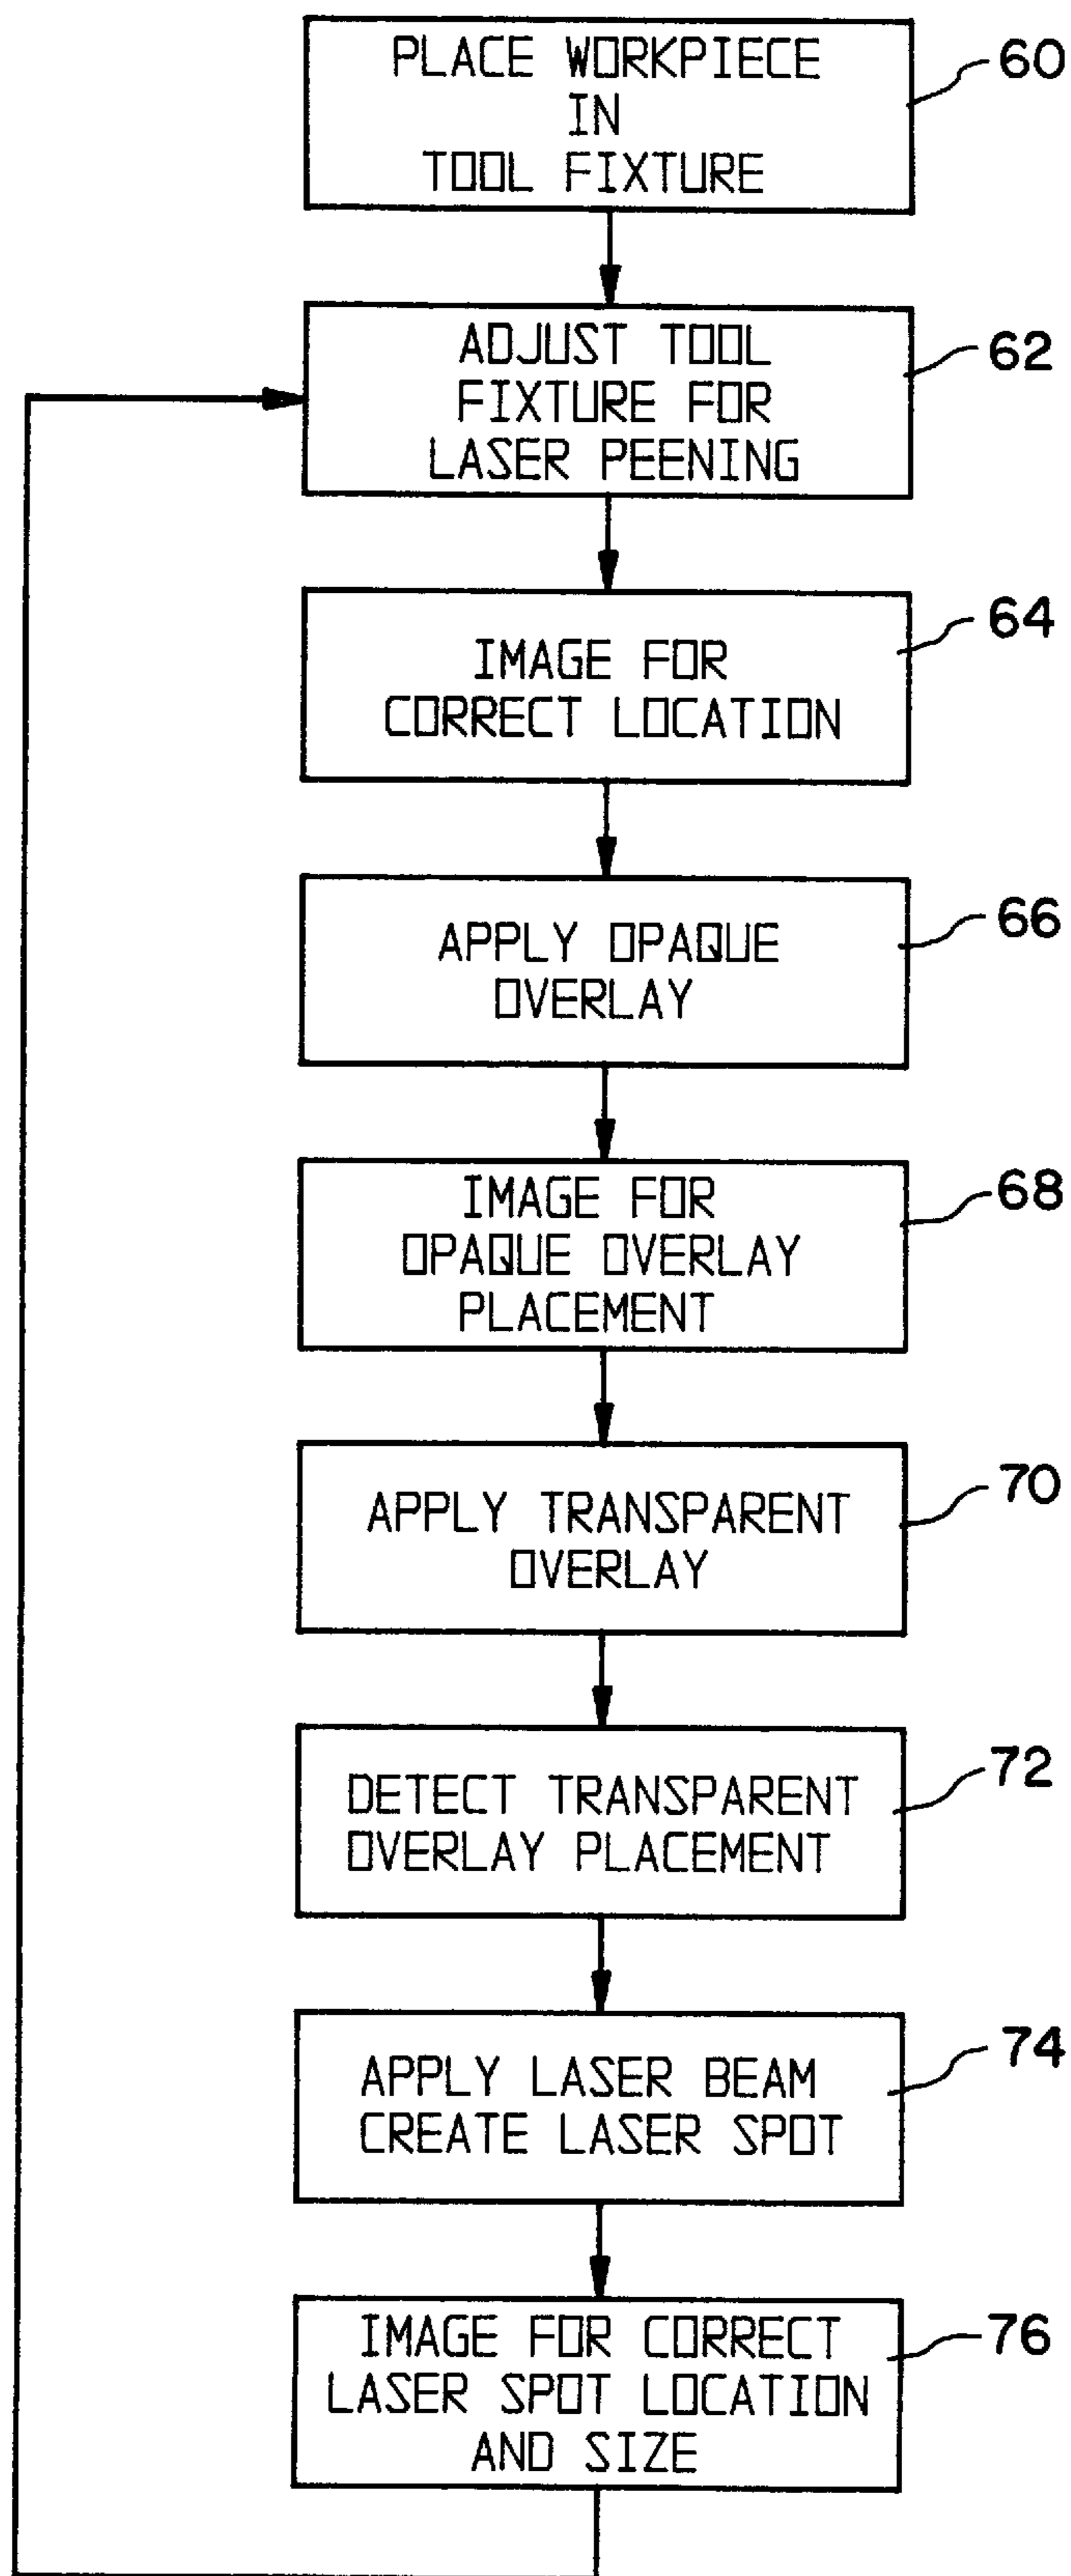 PLACE WORKPIECE
IN
TOOL FIXTURE
60
ADJUST TOOL
FIXTURE FOR
LASER PEENING
62
IMAGE FOR
CORRECT LOCATION
64
APPLY OPAQUE
OVERLAY
66
IMAGE FOR
OPAQUE OVERLAY
PLACEMENT
68
APPLY TRANSPARENT
OVERLAY
70
DETECT TRANSPARENT
OVERLAY PLACEMENT
72
APPLY LASER BEAM
CREATE LASER SPOT
74
IMAGE FOR CORRECT
LASER SPOT LOCATION
AND SIZE
76